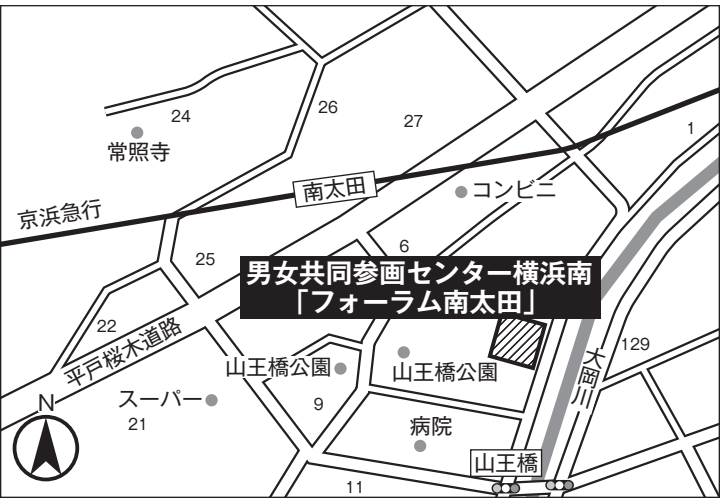 24
常照寺
26
27
1
京浜急行
南太田
コンビニ
25
6
男女共同参画センター横浜南
「フォーラム南太田」
22
平戸桜木道路
山王橋公園
山王橋公園
大岡川
129
N
スーパー
21
9
病院
山王橋
11